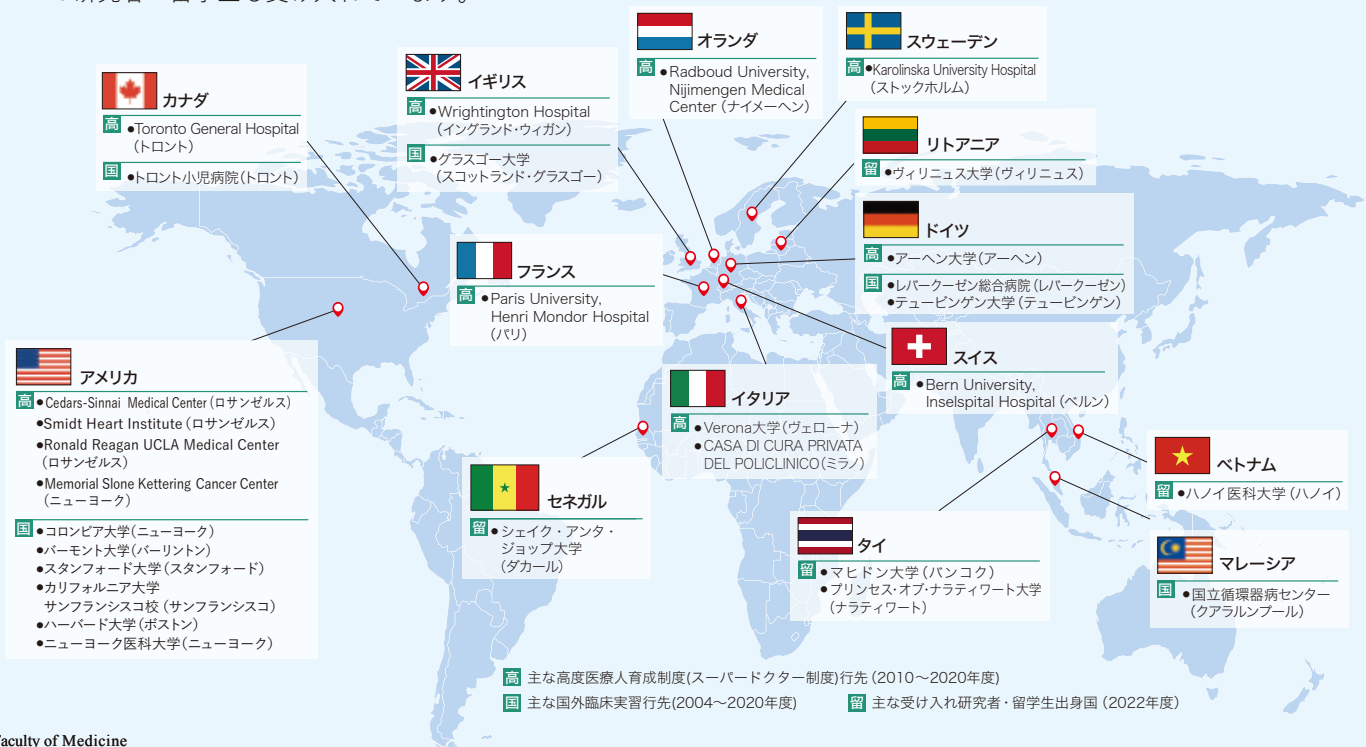 オランダ
高 ●Radboud University,
Nijimengen Medical
Center（ナイメーヘン）
スウェーデン
高 ●Karolinska University Hospital
（ストックホルム）
カナダ
高 ●Toronto General Hospital
（トロント）
国 ●トロント小児病院（トロント）
イギリス
高 ●Wrightington Hospital
（イングランド・ウィガン）
国 ●グラスゴー大学
（スコットランド・グラスゴー）
リトアニア
留 ●ヴィリニュス大学（ヴィリニュス）
ドイツ
高 ●アーヘン大学（アーヘン）
国 ●レバークーゼン総合病院（レバークーゼン）
●テュービンゲン大学（テュービンゲン）
フランス
高 ●Paris University,
Henri Mondor Hospital
（パリ）
スイス
高 ●Bern University,
Inselspital Hospital（ベルン）
アメリカ
高 ●Cedars-Sinnai Medical Center（ロサンゼルス）
●Smidt Heart Institute（ロサンゼルス）
●Ronald Reagan UCLA Medical Center
（ロサンゼルス）
●Memorial Slone Kettering Cancer Center
（ニューヨーク）
国 ●コロンビア大学（ニューヨーク）
●バーモント大学（バーリントン）
●スタンフォード大学（スタンフォード）
●カリフォルニア大学
サンフランシスコ校（サンフランシスコ）
●ハーバード大学（ボストン）
●ニューヨーク医科大学（ニューヨーク）
イタリア
高 ●Verona大学（ヴェローナ）
●CASA DI CURA PRIVATA
DEL POLICLINICO（ミラノ）
セネガル
留 ●シェイク・アンタ・
ジョップ大学
（ダカール）
ベトナム
留 ●ハノイ医科大学（ハノイ）
タイ
留 ●マヒドン大学（バンコク）
●プリンセス・オブ・ナラティワート大学
（ナラティワート）
マレーシア
国 ●国立循環器病センター
（クアラルンプール）
高 主な高度医療人育成制度(スーパードクター制度)行先（2010〜2020年度)
国 主な国外臨床実習行先(2004〜2020年度)
留 主な受け入れ研究者・留学生出身国（2022年度）
Faculty of Medicine